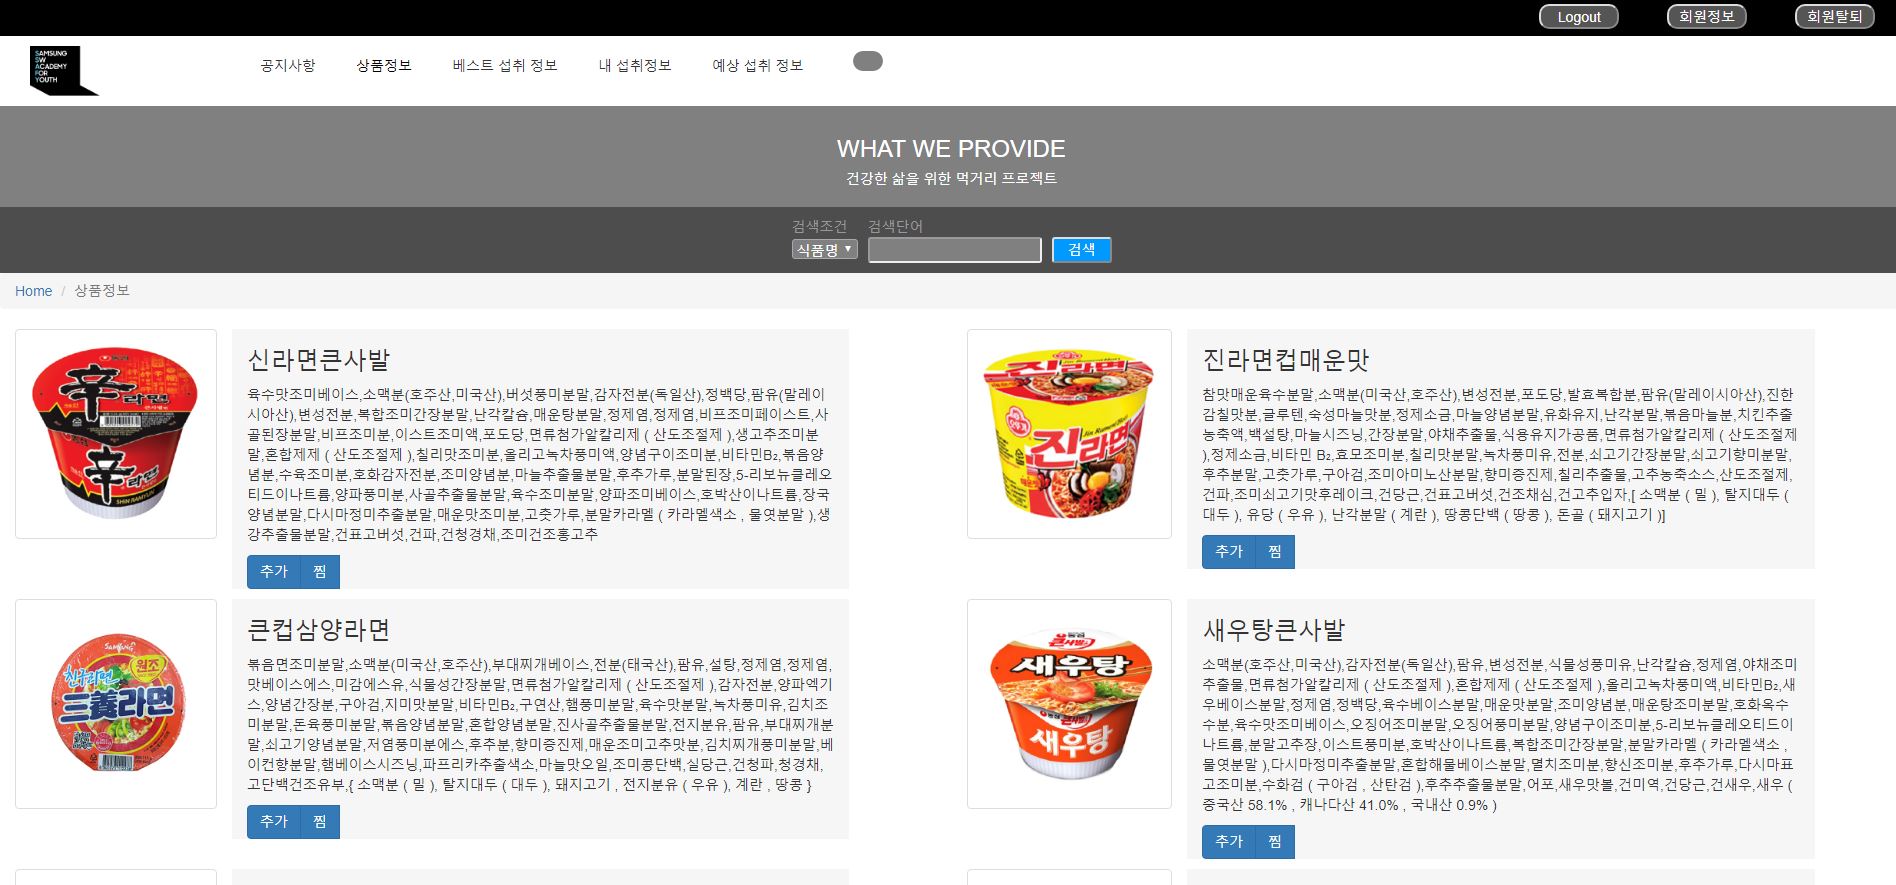 Logout
회원정보
회원탈퇴
SAMSUNG
SW
ACADEMY
FOR
YOUTH
공지사항
상품정보
베스트 섭취 정보
내 섭취정보
예상 섭취 정보
WHAT WE PROVIDE
건강한 삶을 위한 먹거리 프로젝트
검색조건
검색단어
식품명
검색
Home / 상품정보
辛라면
辛라면
SHIN RAMYUN
신라면큰사발
육수맛조미베이스,소맥분(호주산,미국산),버섯풍미분말,감자전분(독일산),정백당,팜유(말레이
시아산),변성전분,복합조미간장분말,난각칼슘,매운탕분말,정제염,정제염,비프조미페이스트,사
골된장분말,비프조미분,이스트조미액,포도당,면류첨가알칼리제 ( 산도조절제 ),생고추조미분
말,혼합제제 ( 산도조절제 ),칠리맛조미분,올리고녹차풍미액,양념구이조미분,비타민B₂,볶음양
념분,수육조미분,호화감자전분,조미양념분,마늘추출물분말,후추가루,분말된장,5-리보뉴클레오
티드이나트륨,양파풍미분,사골추출물분말,육수조미분말,양파조미베이스,호박산이나트륨,장국
양념분말,다시마정미추출분말,매운맛조미분,고춧가루,분말카라멜 ( 카라멜색소 , 물엿분말 ),생
강추출물분말,건표고버섯,건파,건청경채,조미건조홍고추
추가
찜
진라면
진라면
진라면컵매운맛
참맛매운육수분말,소맥분(미국산,호주산),변성전분,포도당,발효복합분,팜유(말레이시아산),진한
감칠맛분,글루텐,숙성마늘맛분,정제소금,마늘양념분말,유화유지,난각분말,볶음마늘분,치킨추출
농축액,백설탕,마늘시즈닝,간장분말,야채추출물,식용유지가공품,면류첨가알칼리제 ( 산도조절제
),정제소금,비타민 B₂,효모조미분,칠리맛분말,녹차풍미유,전분,쇠고기간장분말,쇠고기향미분말,
후추분말,고춧가루,구아검,조미아미노산분말,향미증진제,칠리추출물,고추농축소스,산도조절제,
건파,조미쇠고기맛후레이크,건당근,건표고버섯,건조채심,건고추입자,[ 소맥분 ( 밀 ), 탈지대두 (
대두 ), 유당 ( 우유 ), 난각분말 ( 계란 ), 땅콩단백 ( 땅콩 ), 돈골 ( 돼지고기 )]
추가
찜
SAMYANG
원조
친구라면
三養라면
큰컵삼양라면
볶음면조미분말,소맥분(미국산,호주산),부대찌개베이스,전분(태국산),팜유,설탕,정제염,정제염,
맛베이스에스,미감에스유,식물성간장분말,면류첨가알칼리제 ( 산도조절제 ),감자전분,양파엑기
스,양념간장분,구아검,지미맛분말,비타민B₂,구연산,햄풍미분말,육수맛분말,녹차풍미유,김치조
미분말,돈육풍미분말,볶음양념분말,혼합양념분말,진사골추출물분말,전지분유,팜유,부대찌개분
말,쇠고기양념분말,저염풍미분에스,후추분,향미증진제,매운조미고추맛분,김치찌개풍미분말,베
이컨향분말,햄베이스시즈닝,파프리카추출색소,마늘맛오일,조미콩단백,실당근,건청파,청경채,
고단백건조유부,{ 소맥분 ( 밀 ), 탈지대두 ( 대두 ), 돼지고기 , 전지분유 ( 우유 ), 계란 , 땅콩 }
추가
찜
농심
큰사발
새우탕
큰사발
새우탕
새우탕큰사발
소맥분(호주산,미국산),감자전분(독일산),팜유,변성전분,식물성풍미유,난각칼슘,정제염,야채조미
추출물,면류첨가알칼리제 ( 산도조절제 ),혼합제제 ( 산도조절제 ),올리고녹차풍미액,비타민B₂,새
우베이스분말,정제염,정백당,육수베이스분말,매운맛분말,조미양념분,매운탕조미분말,호화옥수
수분,육수맛조미베이스,오징어조미분말,오징어풍미분말,양념구이조미분,5-리보뉴클레오티드이
나트륨,분말고추장,이스트풍미분,호박산이나트륨,복합조미간장분말,분말카라멜 ( 카라멜색소 ,
물엿분말 ),다시마정미추출분말,혼합해물베이스분말,멸치조미분,향신조미분,후추가루,다시마표
고조미분,수화검 ( 구아검 , 산탄검 ),후추추출물분말,어포,새우맛볼,건미역,건당근,건새우,새우 (
중국산 58.1% , 캐나다산 41.0% , 국내산 0.9% )
추가
찜